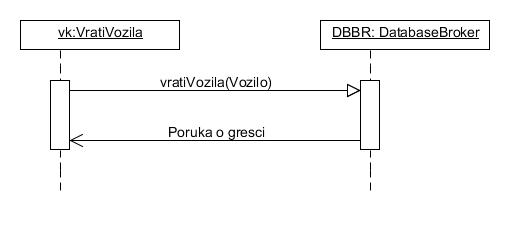 vk:VratiVozila
DBBR: DatabaseBroker
vratiVozila(Vozilo)
Poruka o gresci